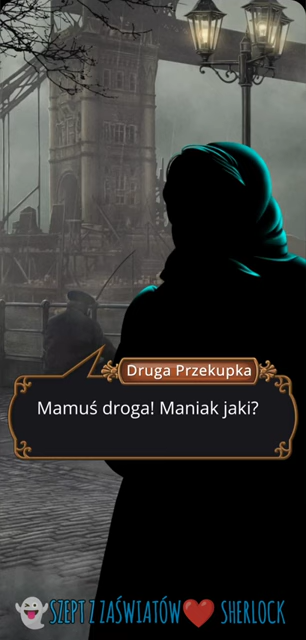 Druga Przekupka
Mamuś droga! Maniak jaki?
👻SZEPT Z ZAŚWIATÓW❤️ SHERLOCK